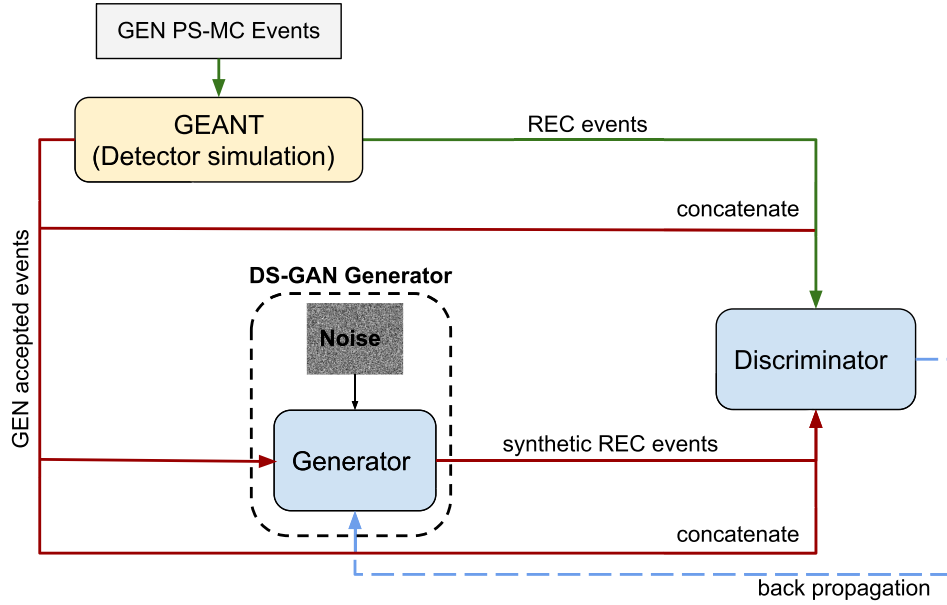 GEN PS-MC Events
GEANT
(Detector simulation)
REC events
concatenate
GEN accepted events
DS-GAN Generator
Noise
Discriminator
Generator
synthetic REC events
concatenate
back propagation